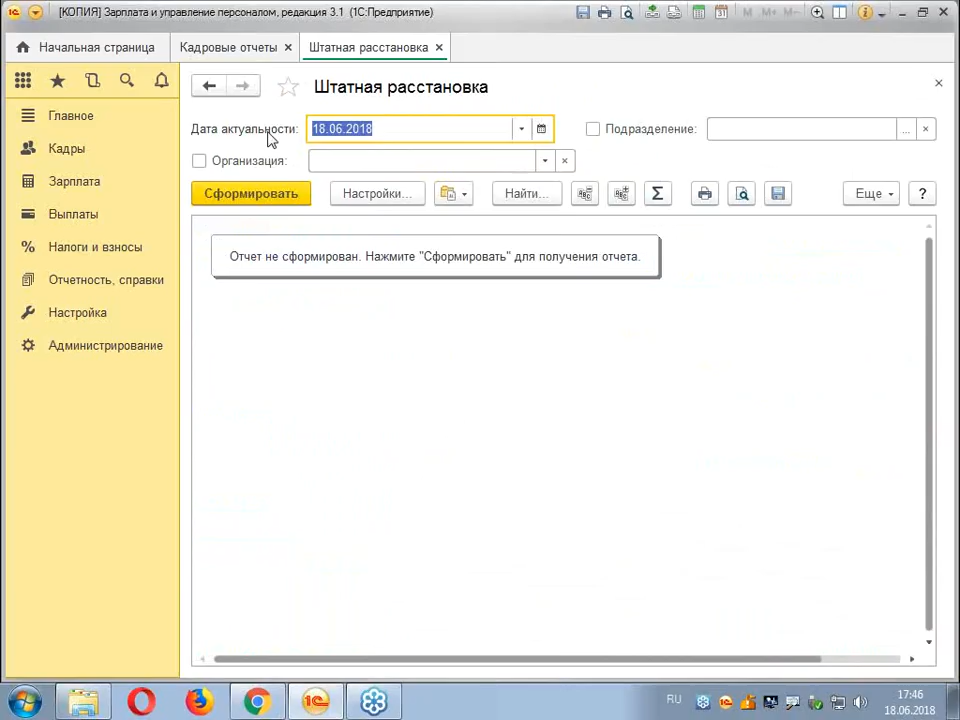 [КОПИЯ] Зарплата и управление персоналом, редакция 3.1 (1С:Предприятие)
M M+ M-
Начальная страница
Кадровые отчеты
Штатная расстановка
Главное
Кадры
Зарплата
Выплаты
Налоги и взносы
Отчетность, справки
Настройка
Администрирование
Штатная расстановка
Дата актуальности: 18.06.2018
Подразделение:
Организация:
Сформировать
Настройки...
Найти...
Еще
?
Отчет не сформирован. Нажмите "Сформировать" для получения отчета.
RU
17:46
18.06.2018